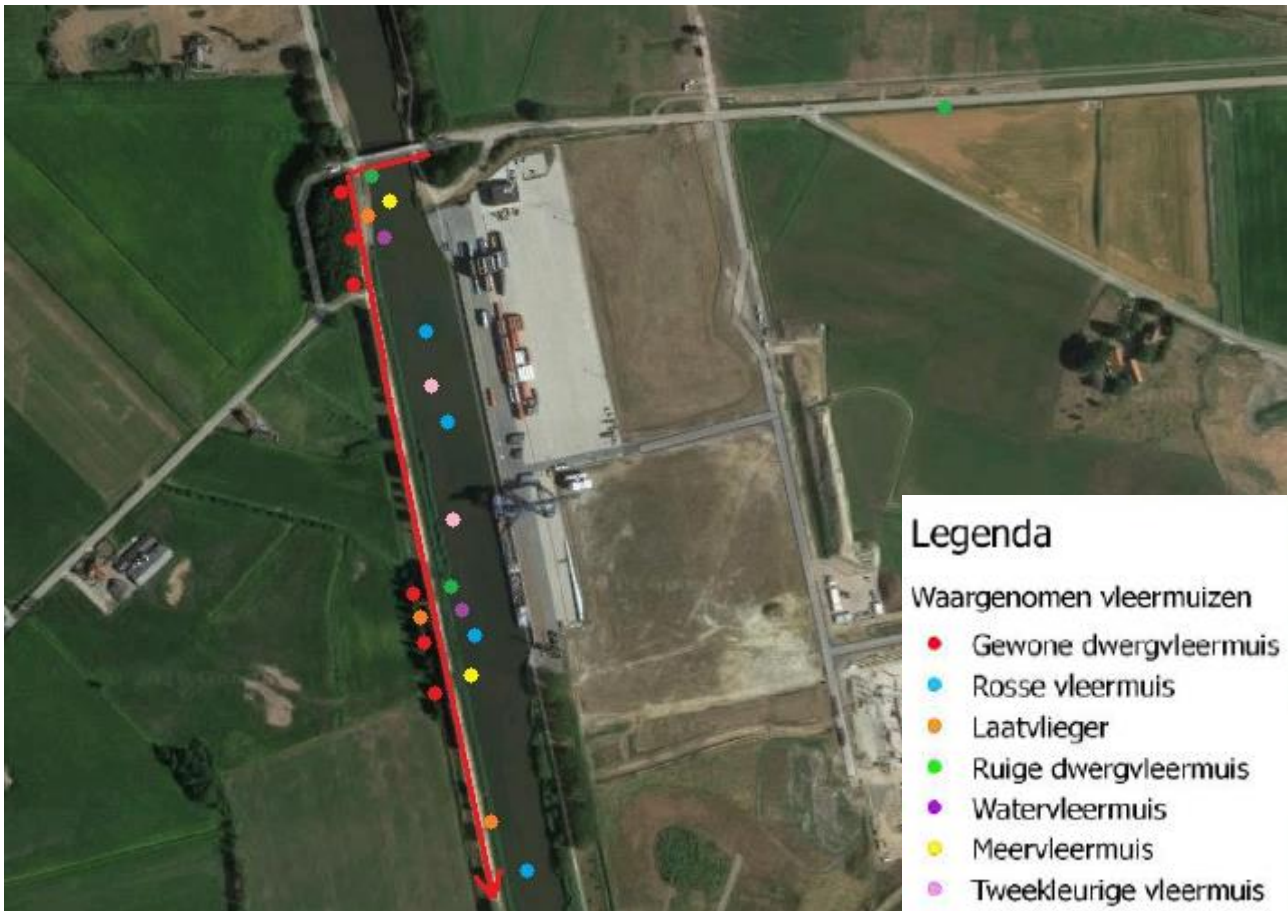 Legenda
Waargenomen vleermuizen
Gewone dwergvleermuis
Rosse vleermuis
Laatvlieger
Ruige dwergvleermuis
Watervleermuis
Meervleermuis
Tweekleurige vleermuis